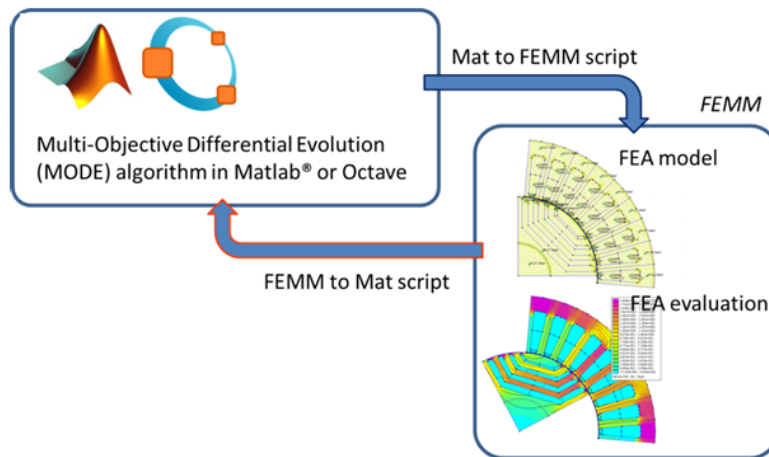 Mat to FEMM script
FEMM
Multi-Objective Differential Evolution
(MODE) algorithm in Matlab® or Octave
FEA model
FEMM to Mat script
FEA evaluation